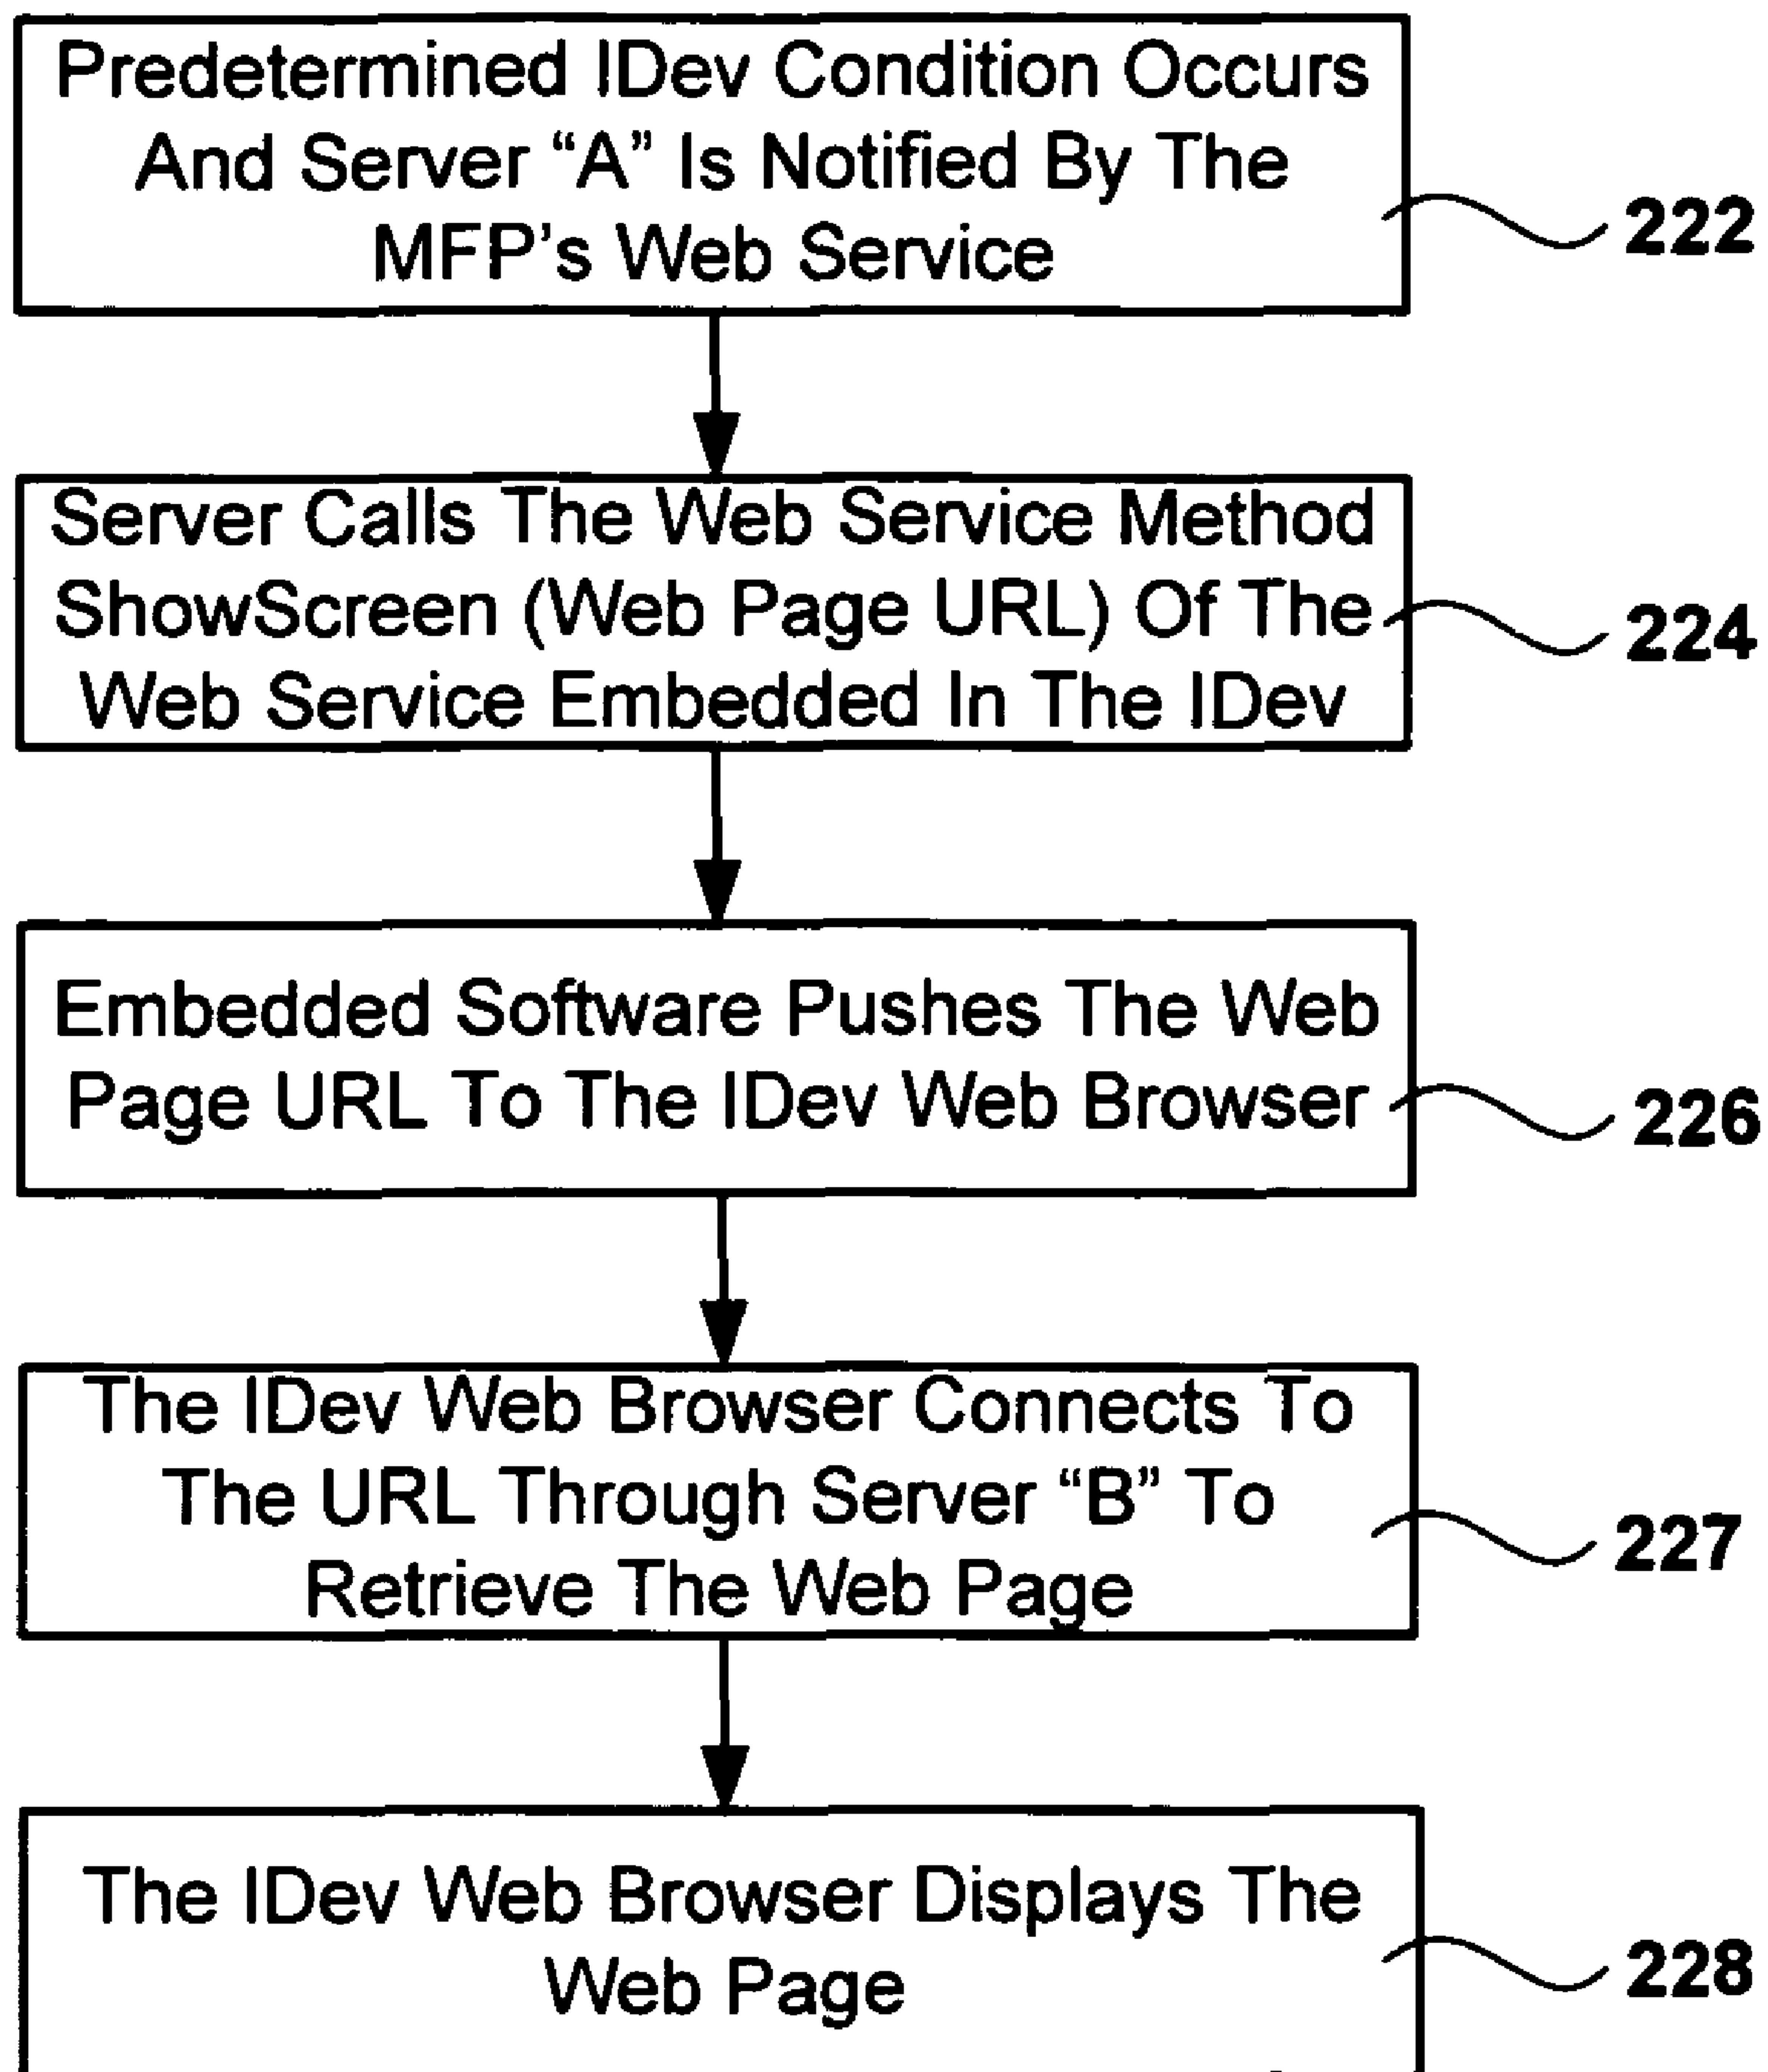 Predetermined IDev Condition Occurs
And Server “A” Is Notified By The
MFP’s Web Service
222
Server Calls The Web Service Method
ShowScreen (Web Page URL) Of The
Web Service Embedded In The IDev
224
Embedded Software Pushes The Web
Page URL To The IDev Web Browser
226
The IDev Web Browser Connects To
The URL Through Server “B” To
Retrieve The Web Page
227
The IDev Web Browser Displays The
Web Page
228